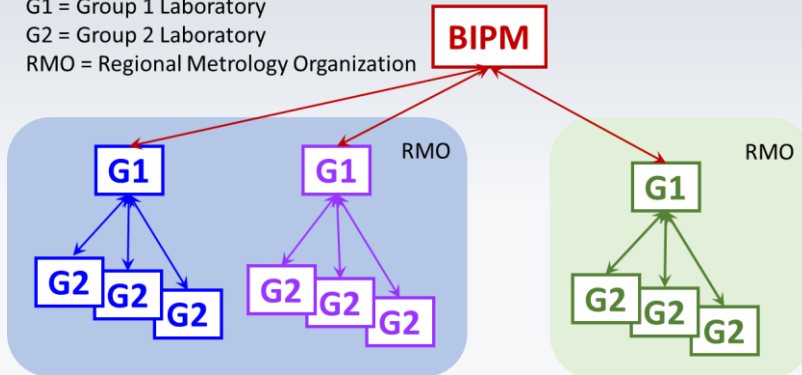 G1 = Group 1 Laboratory
G2 = Group 2 Laboratory
RMO = Regional Metrology Organization
BIPM
RMO
RMO
G1
G1
G1
G2
G2
G2
G2
G2
G2
G2
G2
G2